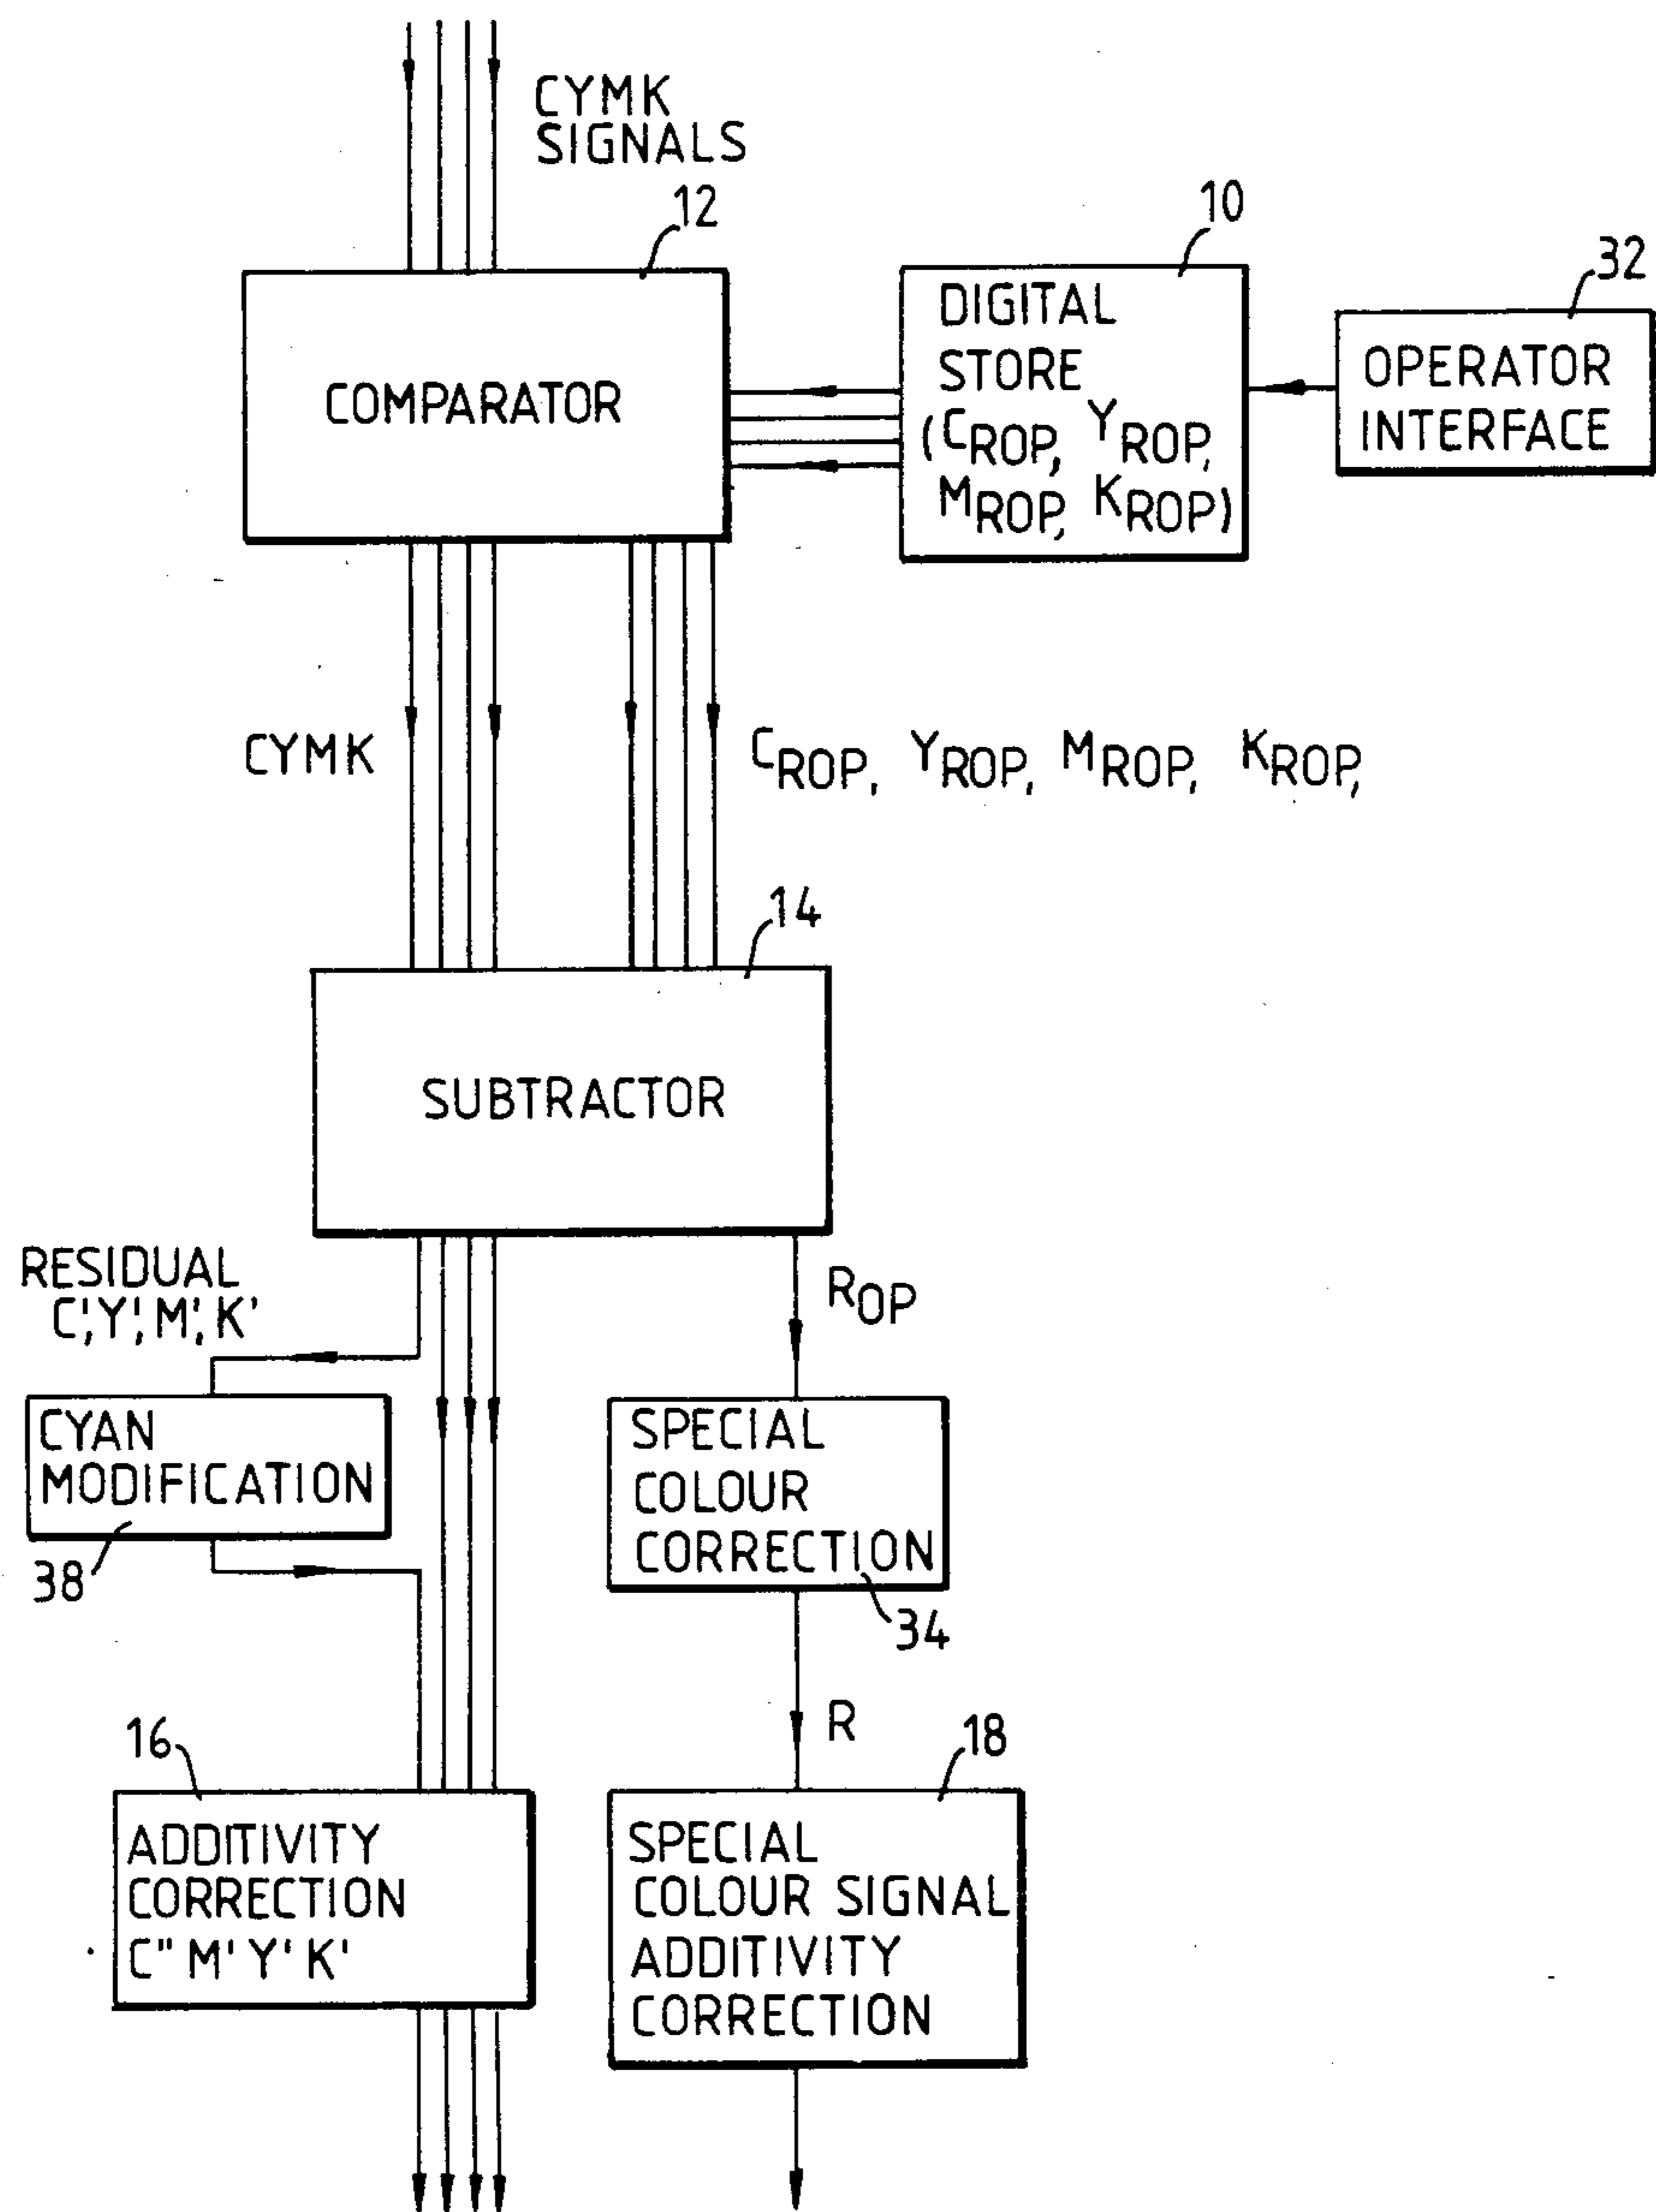 CYMK
SIGNALS
12
10
32
COMPARATOR
DIGITAL
STORE
(CROP, YROP,
MROP, KROP)
OPERATOR
INTERFACE
CYMK
CROP, YROP, MROP, KROP,
14
SUBTRACTOR
RESIDUAL
C',Y',M',K'
ROP
CYAN
MODIFICATION
38
SPECIAL
COLOUR
CORRECTION
34
R
16
18
ADDITIVITY
CORRECTION
C" M' Y' K'
SPECIAL
COLOUR SIGNAL
ADDITIVITY
CORRECTION